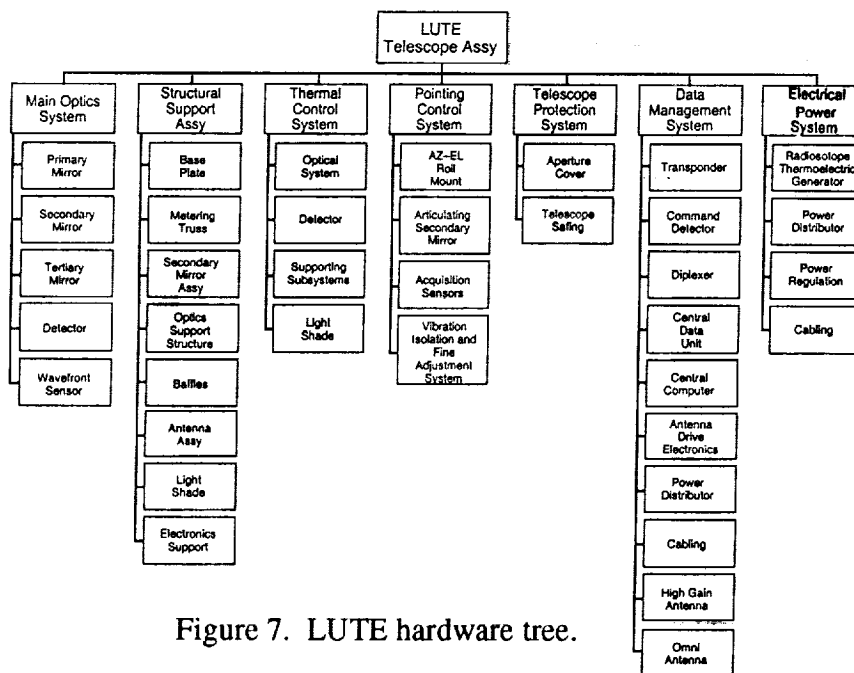 LUTE
Telescope Assy
Main Optics
System
Primary
Mirror
Secondary
Mirror
Tertiary
Mirror
Detector
Wavefront
Sensor
Structural
Support
Assy
Base
Plate
Metering
Truss
Secondary
Mirror
Assy
Optics
Support
Structure
Baffles
Antenna
Assy
Light
Shade
Electronics
Support
Thermal
Control
System
Optical
System
Detector
Supporting
Subsystems
Light
Shade
Pointing
Control
System
AZ-EL
Roll
Mount
Articulating
Secondary
Mirror
Acquisition
Sensors
Vibration
Isolation and
Fine
Adjustment
System
Telescope
Protection
System
Aperture
Cover
Telescope
Safing
Data
Management
System
Transponder
Command
Detector
Diplexer
Central
Data
Unit
Central
Computer
Antenna
Drive
Electronics
Power
Distributor
Cabling
High Gain
Antenna
Omni
Antenna
Electrical
Power
System
Radiosotope
Thermoelectric
Generator
Power
Distributor
Power
Regulation
Cabling
Figure 7. LUTE hardware tree.